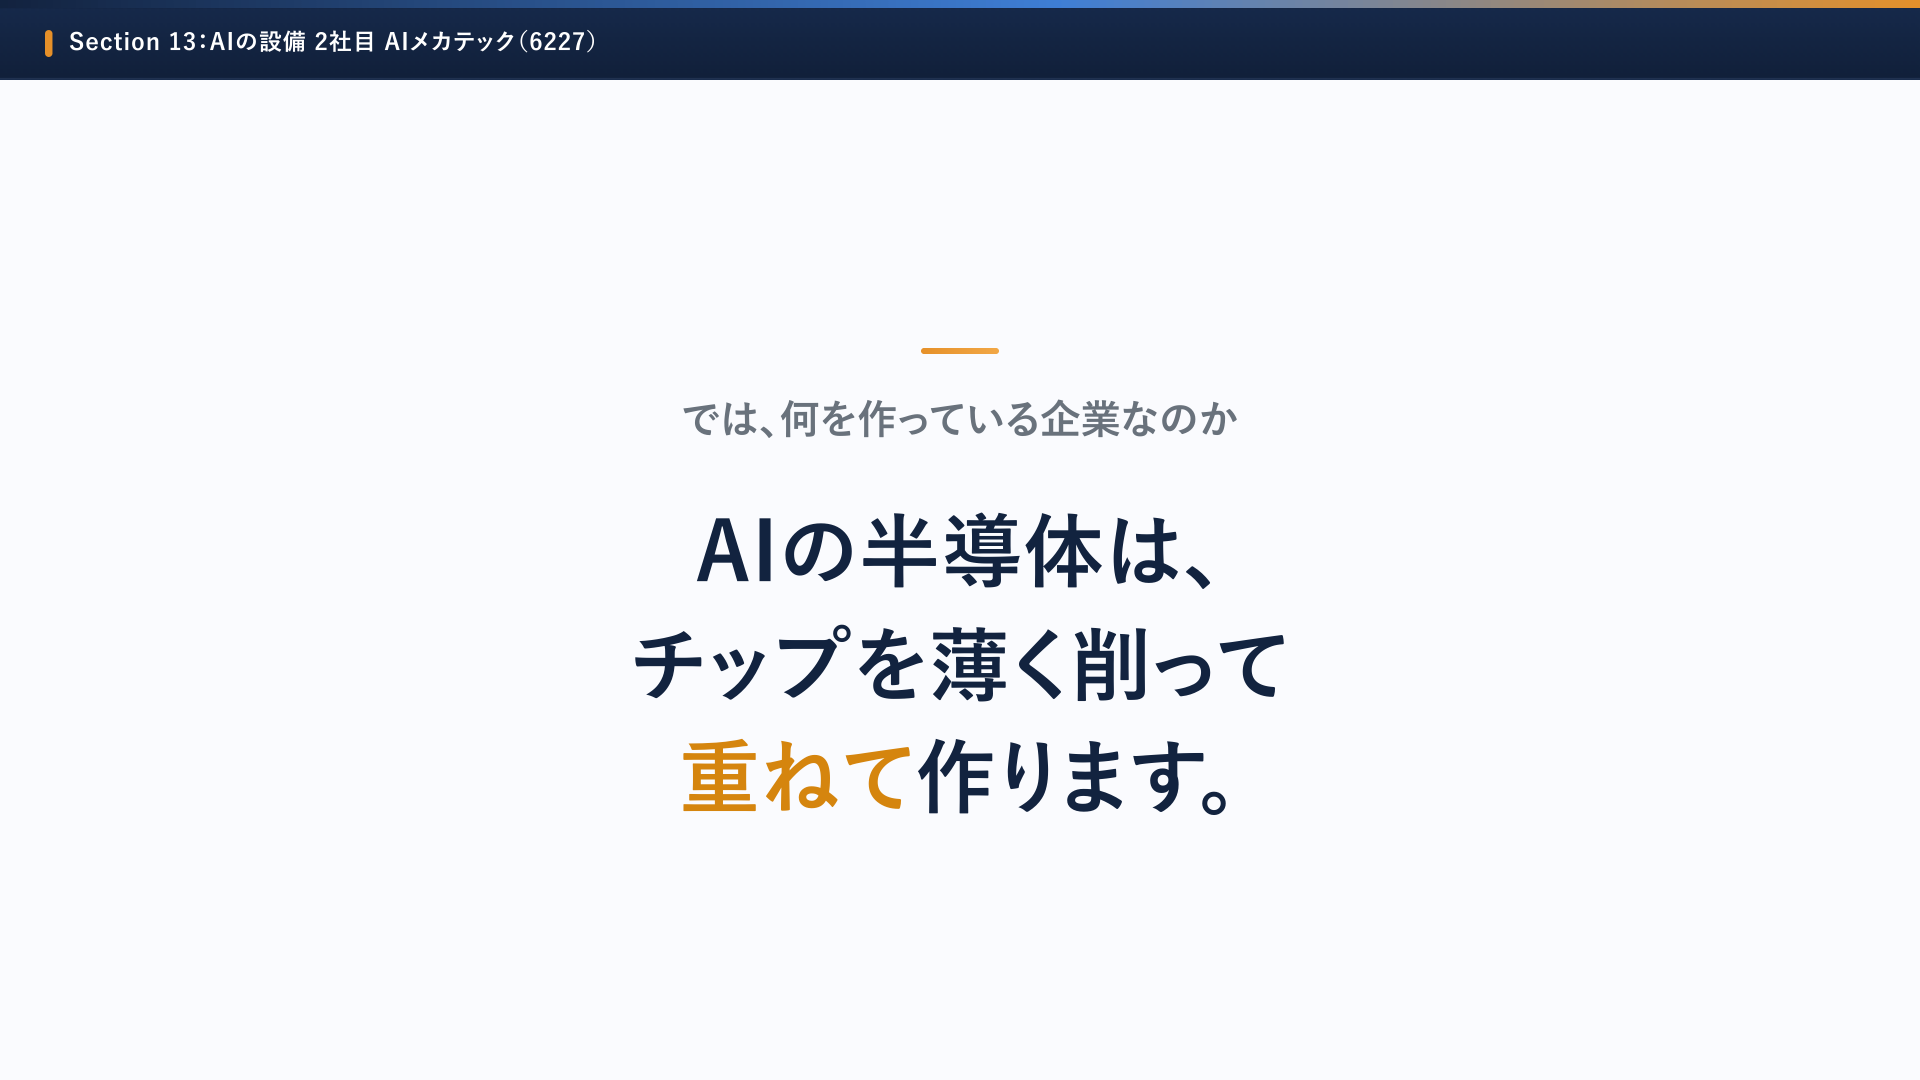 Section 13：AIの設備 2社目 AIメカテック（6227）
では、何を作っている企業なのか
AIの半導体は、
チップを薄く削って
重ねて作ります。